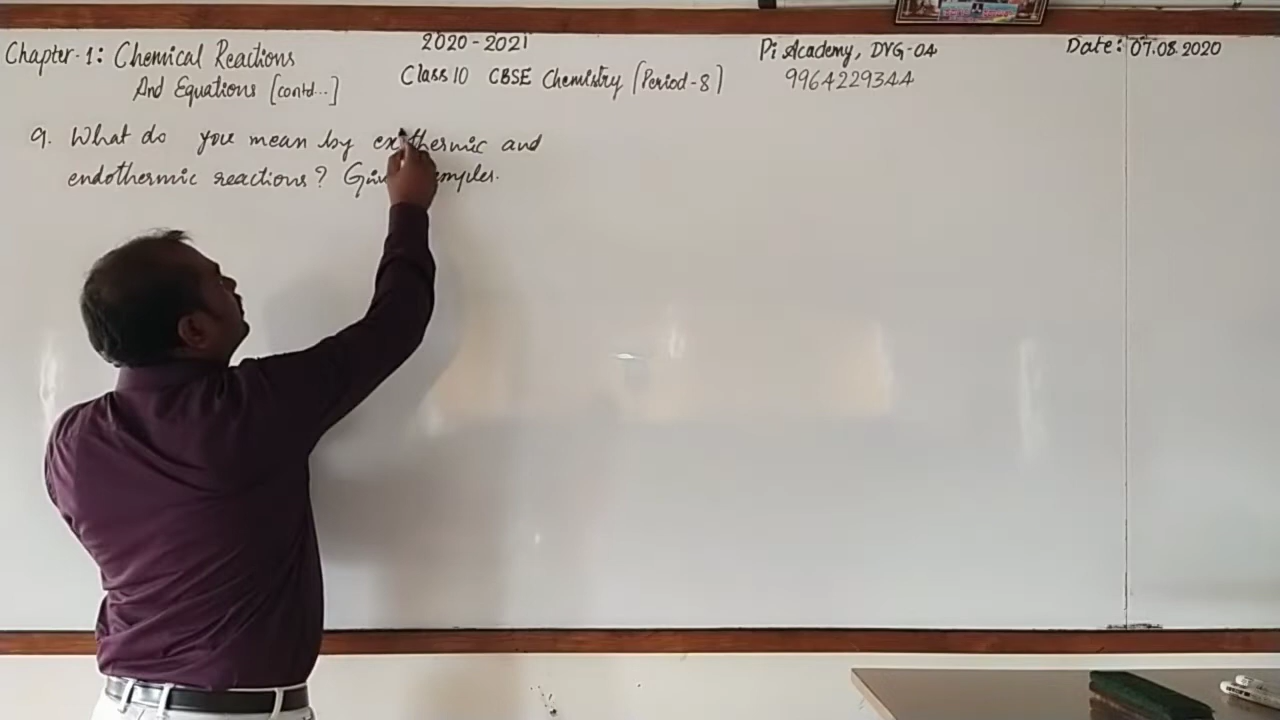 Chapter-1: Chemical Reactions
And Equations [contd...]
2020-2021
Class 10 CBSE Chemistry [Period-8]
Pi Academy, DVG-04
9964229344
Date: 07.08.2020
9. What do you mean by exothermic and
endothermic reactions? Give examples.